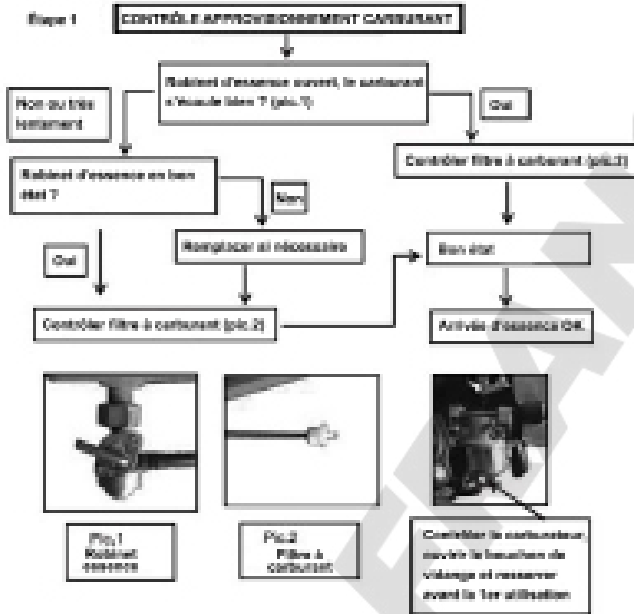 Étape 1
CONTRÔLE APPROVISIONNEMENT CARBURANT
Robinet d'essence ouvert, le carburant
s'écoule bien ? (pic.1)
Non ou très
lentement
Oui
Robinet d'essence en bon
état ?
Contrôler filtre à carburant (pic.2)
Non
Oui
Remplacer si nécessaire
Bon état
Contrôler filtre à carburant (pic.2)
Arrivée d'essence OK.
Pic.1
Robinet
essence
Pic.2
Filtre à
carburant
Contrôler le carburateur,
ouvrir le bouchon de
vidange et resserrer
avant la 1er utilisation